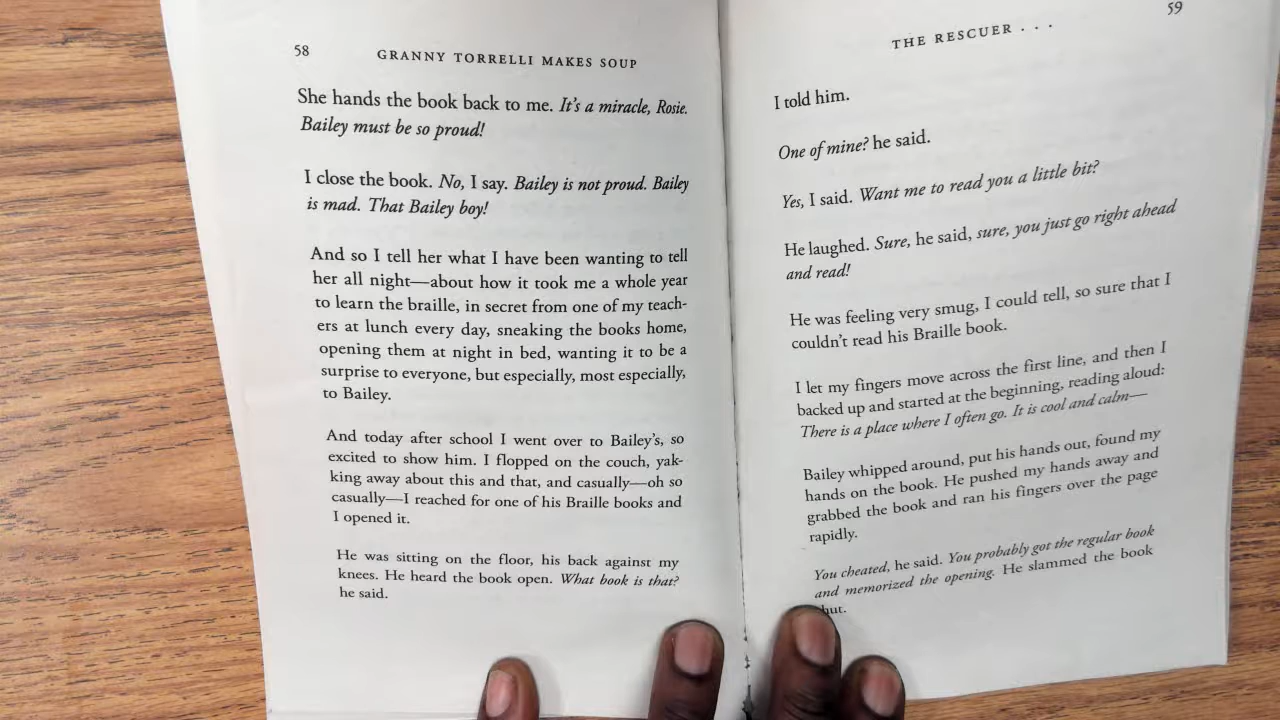 58
GRANNY TORRELLI MAKES SOUP
She hands the book back to me. It's a miracle, Rosie.
Bailey must be so proud!
I close the book. No, I say. Bailey is not proud. Bailey
is mad. That Bailey boy!
And so I tell her what I have been wanting to tell
her all night—about how it took me a whole year
to learn the braille, in secret from one of my teach-
ers at lunch every day, sneaking the books home,
opening them at night in bed, wanting it to be a
surprise to everyone, but especially, most especially,
to Bailey.
And today after school I went over to Bailey's, so
excited to show him. I flopped on the couch, yak-
king away about this and that, and casually—oh so
casually—I reached for one of his Braille books and
I opened it.
He was sitting on the floor, his back against my
knees. He heard the book open. What book is that?
he said.
THE RESCUER . . .
59
I told him.
One of mine? he said.
Yes, I said. Want me to read you a little bit?
He laughed. Sure, he said, sure, you just go right ahead
and read!
He was feeling very smug, I could tell, so sure that I
couldn't read his Braille book.
I let my fingers move across the first line, and then I
backed up and started at the beginning, reading aloud:
There is a place where I often go. It is cool and calm—
Bailey whipped around, put his hands out, found my
hands on the book. He pushed my hands away and
grabbed the book and ran his fingers over the page
rapidly.
You cheated, he said. You probably got the regular book
and memorized the opening. He slammed the book
shut.